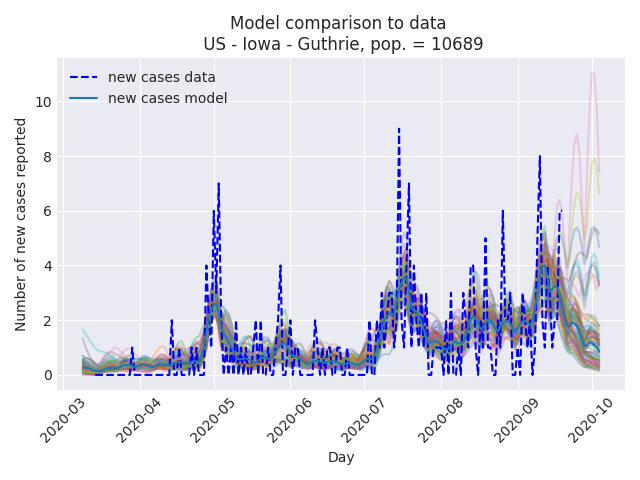 Model comparison to data
US - Iowa - Guthrie, pop. = 10689
new cases data
new cases model
Number of new cases reported
10
8
6
4
2
0
2020-03
2020-04
2020-05
2020-06
2020-07
2020-08
2020-09
2020-10
Day